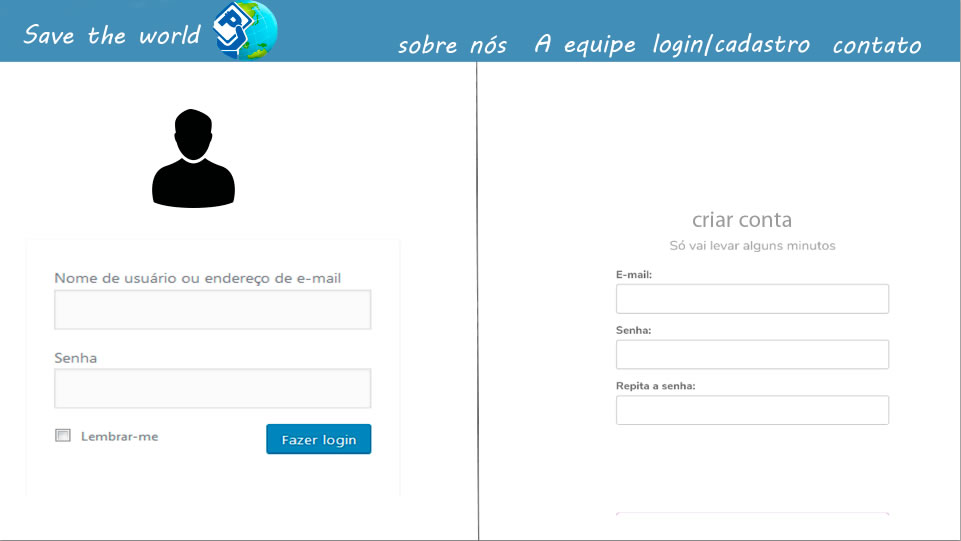 Save the world
sobre nós A equipe login/cadastro contato
Nome de usuário ou endereço de e-mail
Senha
Lembrar-me
Fazer login
criar conta
Só vai levar alguns minutos
E-mail:
Senha:
Repita a senha: